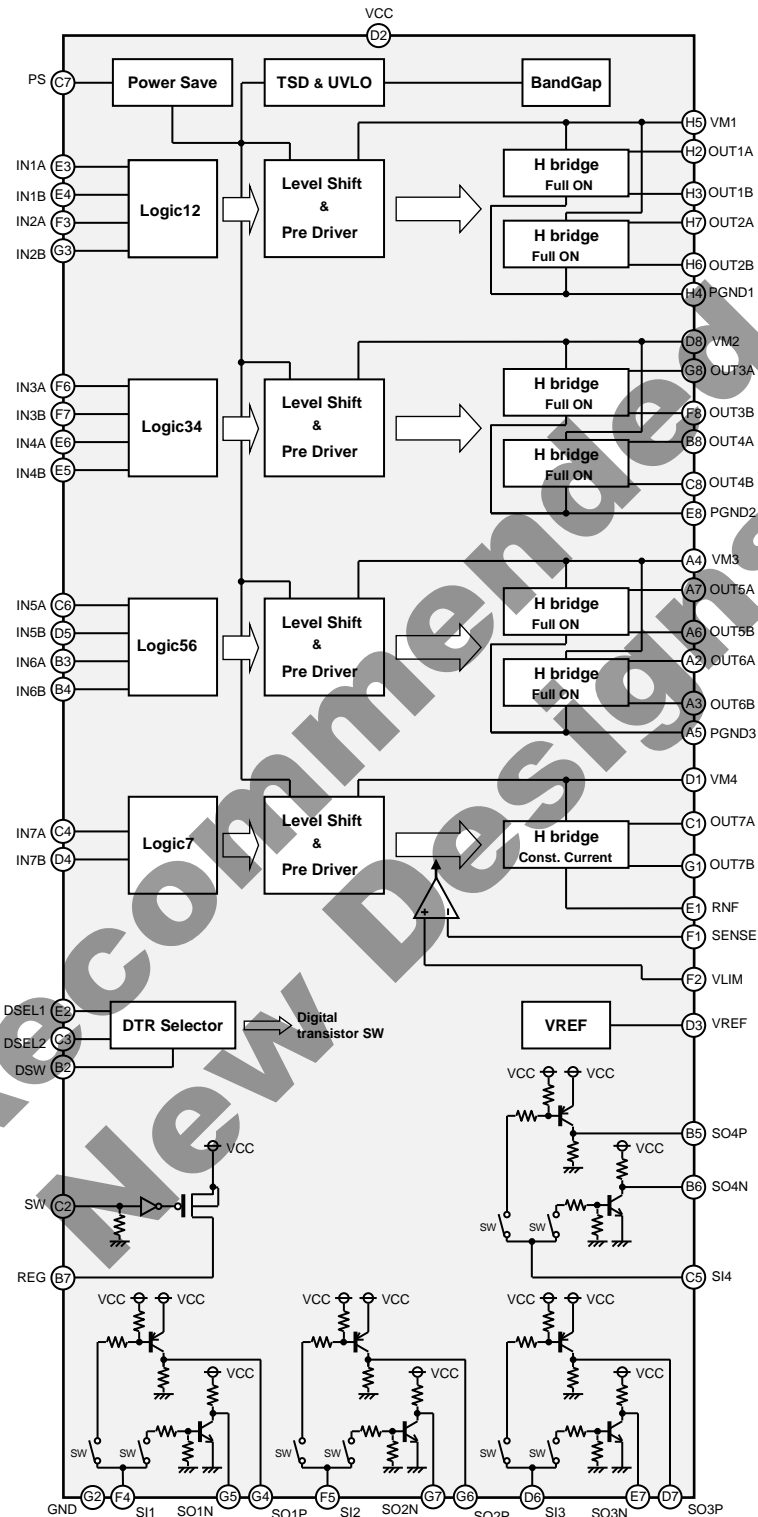 VCC
D2
PS C7 Power Save TSD & UVLO BandGap
H5 VM1
IN1A E3 H2 OUT1A
IN1B E4 Logic12 Level Shift & Pre Driver H bridge Full ON H3 OUT1B
IN2A F3 H7 OUT2A
IN2B G3 H bridge Full ON H6 OUT2B
H4 PGND1
D8 VM2
IN3A F6 G8 OUT3A
IN3B F7 Logic34 Level Shift & Pre Driver H bridge Full ON F8 OUT3B
IN4A E6 B8 OUT4A
IN4B E5 H bridge Full ON C8 OUT4B
E8 PGND2
A4 VM3
IN5A C6 A7 OUT5A
IN5B D5 Logic56 Level Shift & Pre Driver H bridge Full ON A6 OUT5B
IN6A B3 A2 OUT6A
IN6B B4 H bridge Full ON A3 OUT6B
A5 PGND3
D1 VM4
IN7A C4 Logic7 Level Shift & Pre Driver H bridge Const. Current C1 OUT7A
IN7B D4 G1 OUT7B
E1 RNF
+ − F1 SENSE
F2 VLIM
DSEL1 E2 DTR Selector Digital transistor SW VREF D3 VREF
DSEL2 C3
DSW B2
VCC VCC
B5 SO4P
VCC VCC
B6 SO4N
SW C2
SW SW
REG B7 C5 SI4
VCC VCC VCC VCC VCC VCC
VCC VCC VCC
SW SW SW SW SW SW
GND G2 F4 SI1 SO1N G5 G4 SO1P F5 SI2 SO2N G7 G6 SO2P D6 SI3 SO3N E7 D7 SO3P
Recommended
New Designs